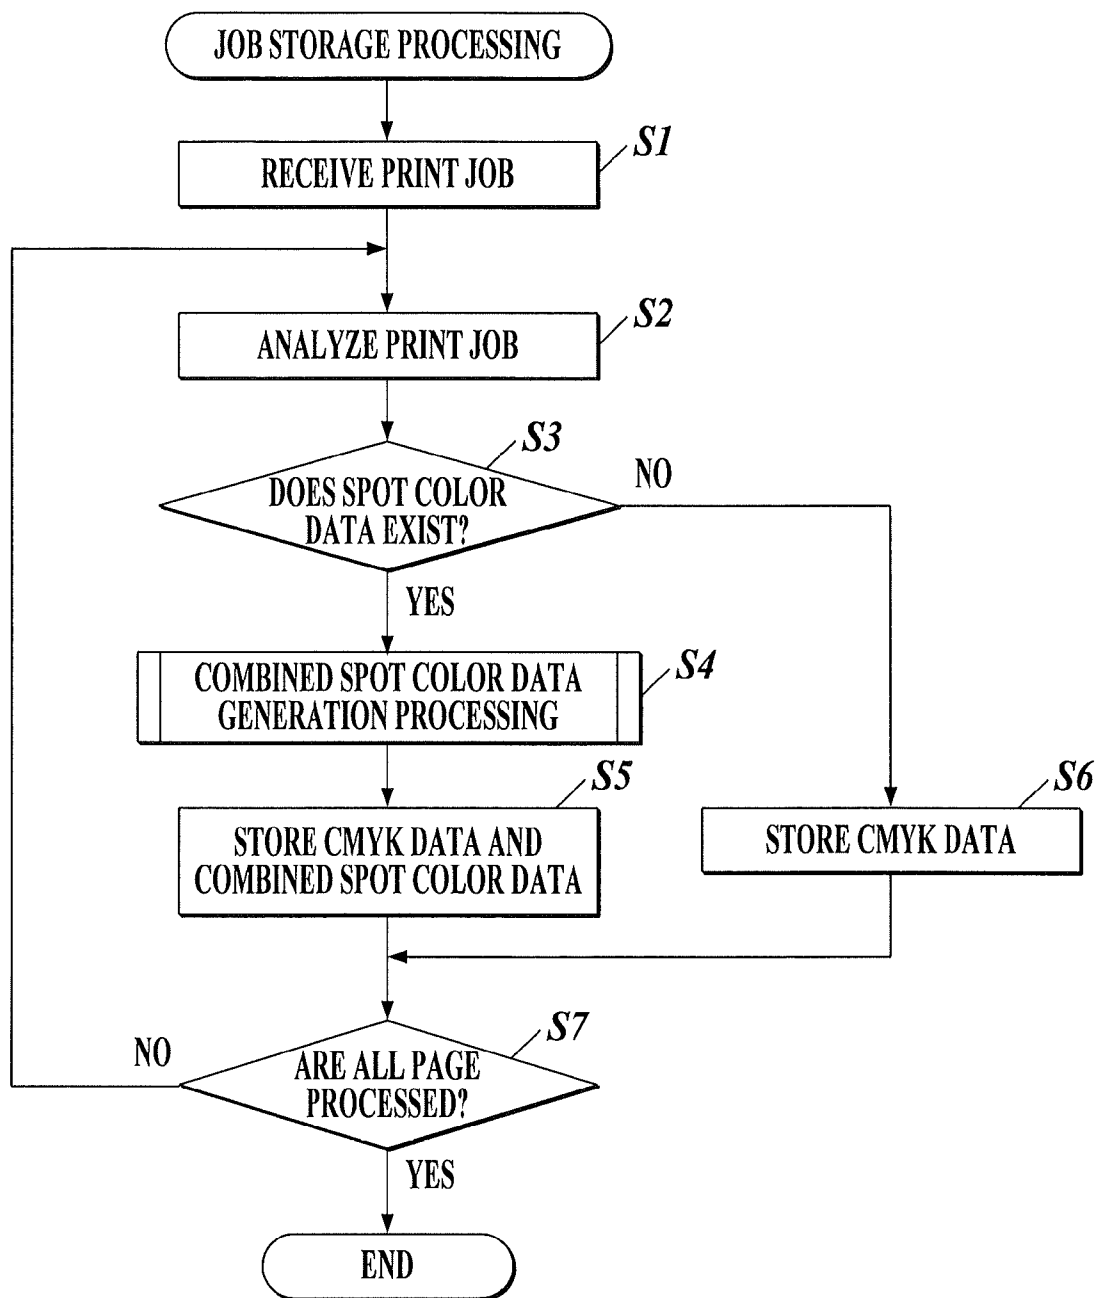 JOB STORAGE PROCESSING
S1
RECEIVE PRINT JOB
S2
ANALYZE PRINT JOB
S3
DOES SPOT COLOR
DATA EXIST?
NO
YES
COMBINED SPOT COLOR DATA
GENERATION PROCESSING
S4
S5
STORE CMYK DATA AND
COMBINED SPOT COLOR DATA
S6
STORE CMYK DATA
S7
ARE ALL PAGE
PROCESSED?
NO
YES
END